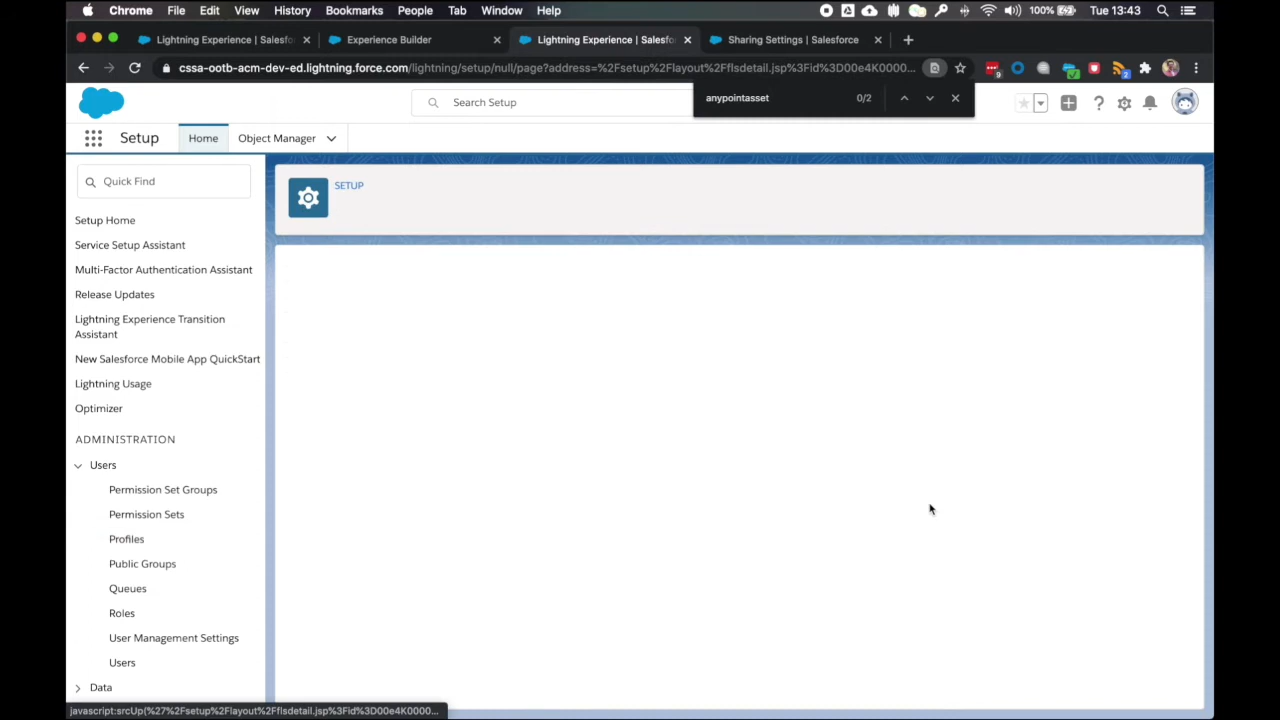 Chrome File Edit View History Bookmarks People Tab Window Help 100% Tue 13:43
Lightning Experience | Salesfo
Experience Builder
Lightning Experience | Salesfo
Sharing Settings | Salesforce
cssa-ootb-acm-dev-ed.lightning.force.com/lightning/setup/null/page?address=%2Fsetup%2Flayout%2Fflsdetail.jsp%3Fid%3D00e4K0000...
anypointasset 0/2
Search Setup
Setup Home Object Manager
Quick Find
SETUP
Setup Home
Service Setup Assistant
Multi-Factor Authentication Assistant
Release Updates
Lightning Experience Transition
Assistant
New Salesforce Mobile App QuickStart
Lightning Usage
Optimizer
ADMINISTRATION
Users
Permission Set Groups
Permission Sets
Profiles
Public Groups
Queues
Roles
User Management Settings
Users
Data
javascript:srcUp(%27%2Fsetup%2Flayout%2Fflsdetail.jsp%3Fid%3D00e4K0000...